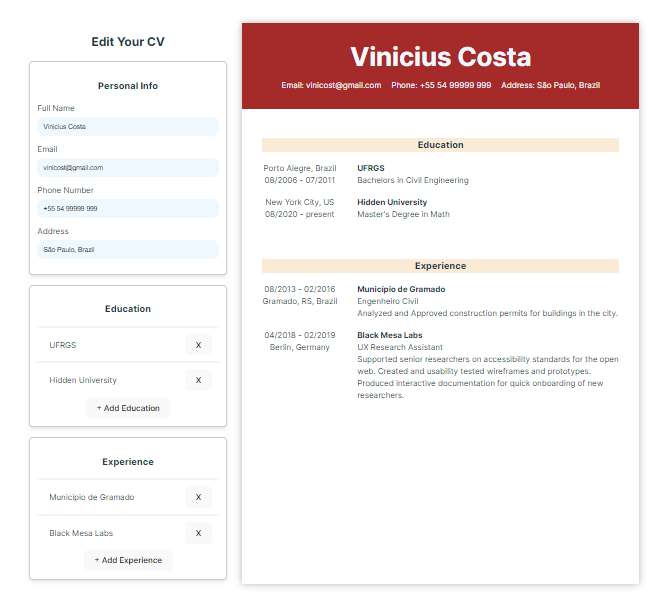 Edit Your CV
Personal Info
Full Name
Vinicius Costa
Email
vinicost@gmail.com
Phone Number
+55 54 99999 999
Address
São Paulo, Brazil
Education
UFRGS X
Hidden University X
+ Add Education
Experience
Município de Gramado X
Black Mesa Labs X
+ Add Experience
Vinicius Costa
Email: vinicost@gmail.com Phone: +55 54 99999 999 Address: São Paulo, Brazil
Education
Porto Alegre, Brazil UFRGS
08/2006 - 07/2011 Bachelors in Civil Engineering
New York City, US Hidden University
08/2020 - present Master's Degree in Math
Experience
08/2013 - 02/2016 Município de Gramado
Gramado, RS, Brazil Engenheiro Civil
Analyzed and Approved construction permits for buildings in the city.
04/2018 - 02/2019 Black Mesa Labs
Berlin, Germany UX Research Assistant
Supported senior researchers on accessibility standards for the open
web. Created and usability tested wireframes and prototypes.
Produced interactive documentation for quick onboarding of new
researchers.